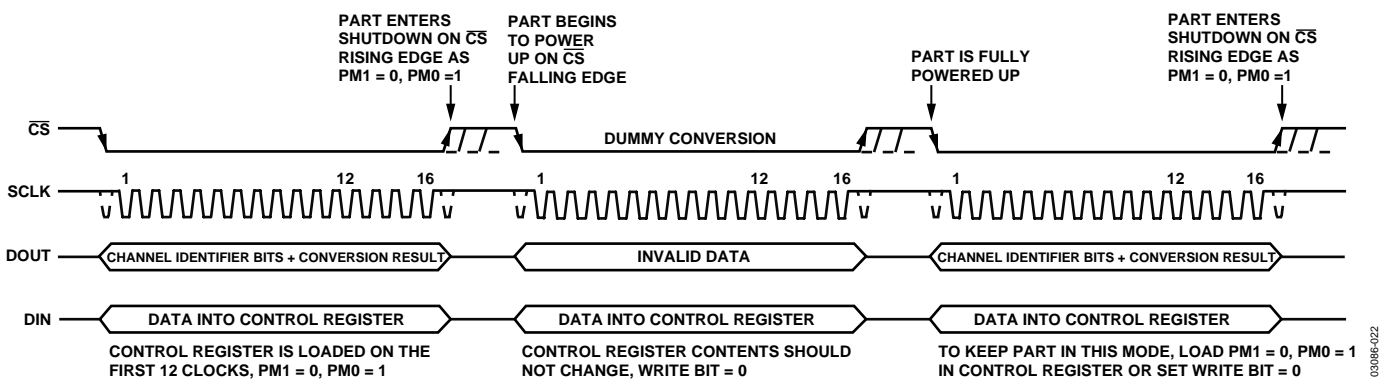 PART ENTERS
SHUTDOWN ON CS
RISING EDGE AS
PM1 = 0, PM0 =1
PART BEGINS
TO POWER
UP ON CS
FALLING EDGE
PART IS FULLY
POWERED UP
PART ENTERS
SHUTDOWN ON CS
RISING EDGE AS
PM1 = 0, PM0 =1
CS
DUMMY CONVERSION
SCLK
1 12 16 1 12 16 1 12 16
DOUT
CHANNEL IDENTIFIER BITS + CONVERSION RESULT
INVALID DATA
CHANNEL IDENTIFIER BITS + CONVERSION RESULT
DIN
DATA INTO CONTROL REGISTER
DATA INTO CONTROL REGISTER
DATA INTO CONTROL REGISTER
CONTROL REGISTER IS LOADED ON THE
FIRST 12 CLOCKS, PM1 = 0, PM0 = 1
CONTROL REGISTER CONTENTS SHOULD
NOT CHANGE, WRITE BIT = 0
TO KEEP PART IN THIS MODE, LOAD PM1 = 0, PM0 = 1
IN CONTROL REGISTER OR SET WRITE BIT = 0
03086-022